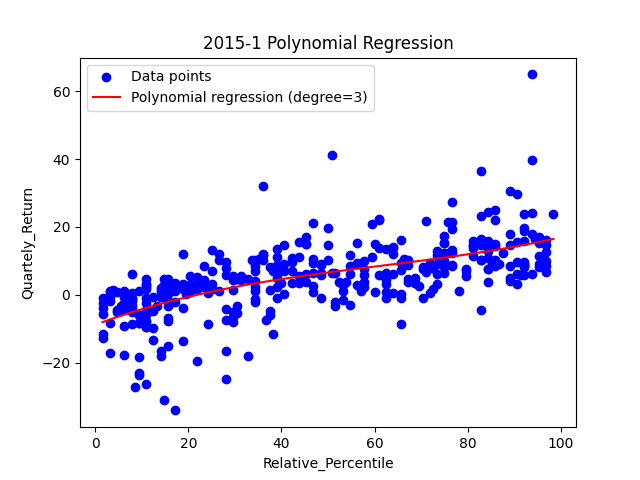 2015-1 Polynomial Regression
Data points
Polynomial regression (degree=3)
60
40
20
0
−20
Quartely_Return
0
20
40
60
80
100
Relative_Percentile